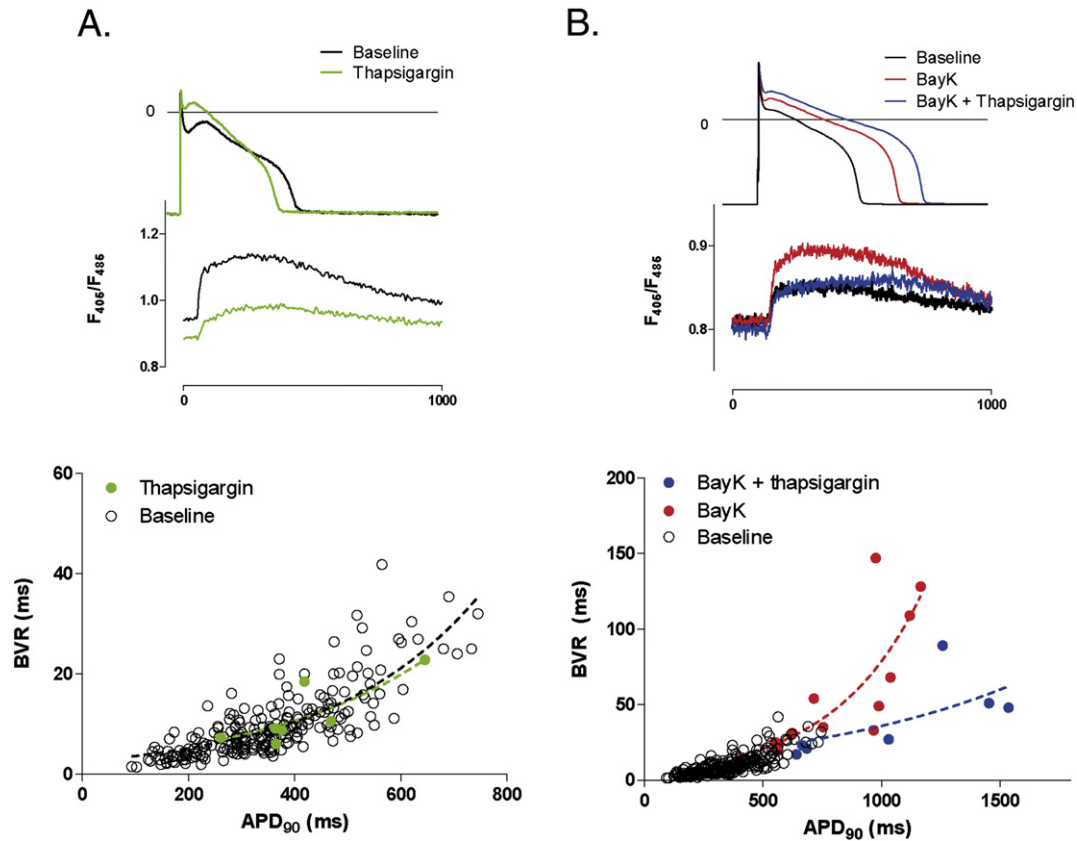 A.
Baseline
Thapsigargin
0
1.2
1.0
0.8
F405/F485
0
1000
B.
Baseline
BayK
BayK + Thapsigargin
0
0.9
0.8
F405/F485
0
1000
60
40
20
0
BVR (ms)
Thapsigargin
Baseline
0
200
400
600
800
APD90 (ms)
200
150
100
50
0
BVR (ms)
BayK + thapsigargin
BayK
Baseline
0
500
1000
1500
APD90 (ms)